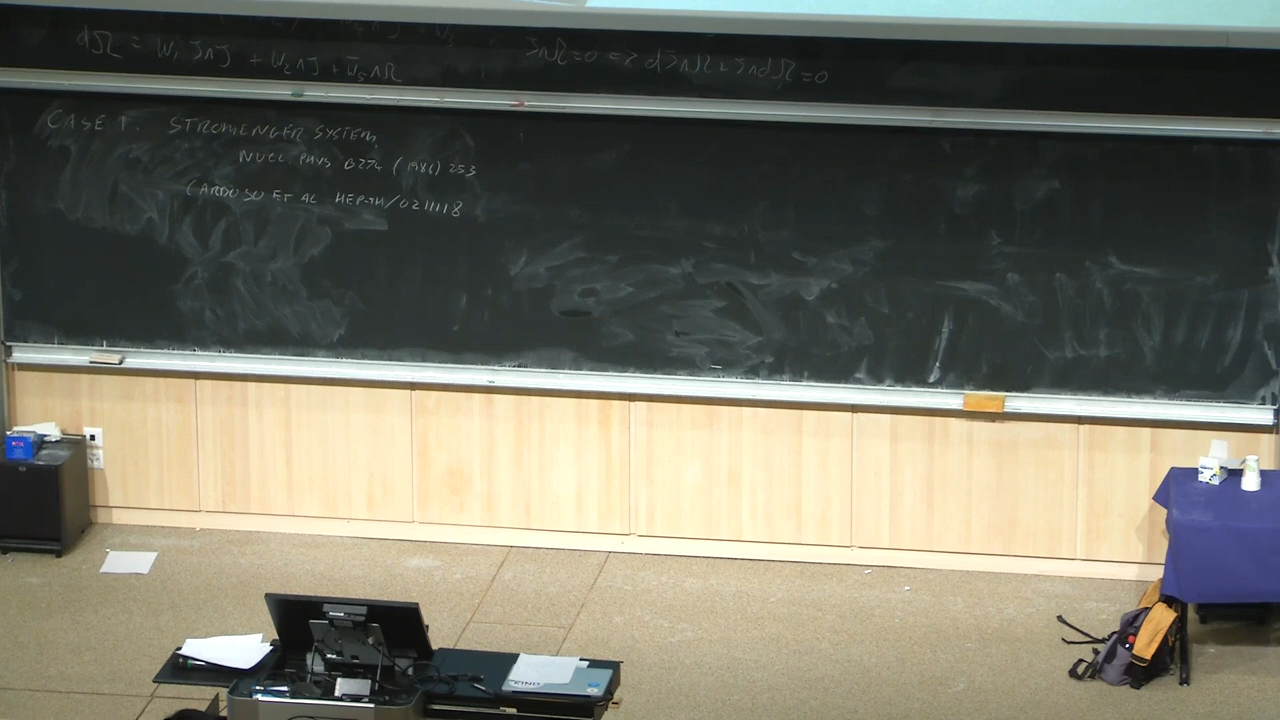 dΩ = W₁ J∧J + W₂∧J + W̄₅∧Ω
J∧Ω=0 => dJ∧Ω+J∧dΩ=0
CASE 1. STROMINGER SYSTEM.
NUCL. PHYS B274 (1986) 253
CARDOSO ET AL HEP-TH/0211118